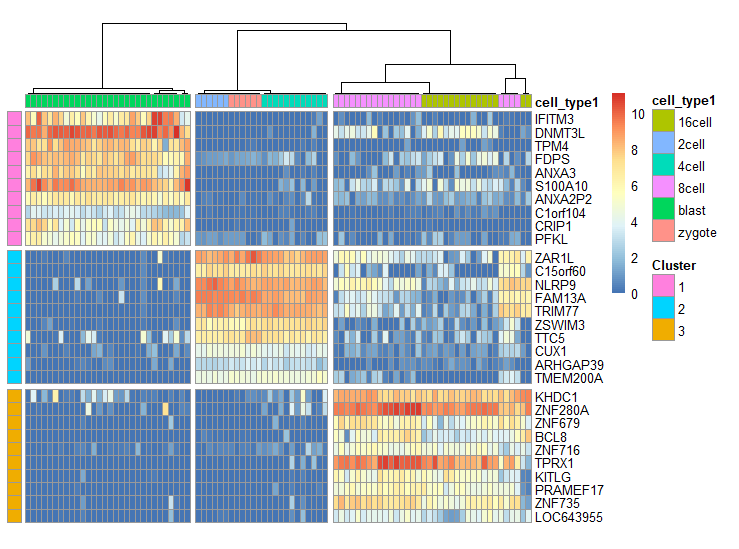 cell_type1
IFITM3
DNMT3L
TPM4
FDPS
ANXA3
S100A10
ANXA2P2
C1orf104
CRIP1
PFKL
ZAR1L
C15orf60
NLRP9
FAM13A
TRIM77
ZSWIM3
TTC5
CUX1
ARHGAP39
TMEM200A
KHDC1
ZNF280A
ZNF679
BCL8
ZNF716
TPRX1
KITLG
PRAMEF17
ZNF735
LOC643955
10
8
6
4
2
0
cell_type1
16cell
2cell
4cell
8cell
blast
zygote
Cluster
1
2
3